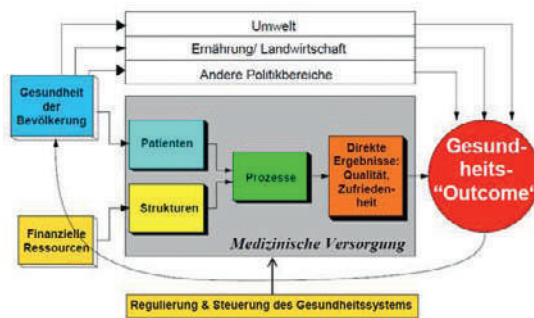 Umwelt
Ernährung/ Landwirtschaft
Andere Politikbereiche
Gesundheit
der
Bevölkerung
Patienten
Strukturen
Prozesse
Direkte
Ergebnisse:
Qualität,
Zufrieden-
heit
Gesund-
heits-
“Outcome“
Finanzielle
Ressourcen
Medizinische Versorgung
Regulierung & Steuerung des Gesundheitssystems